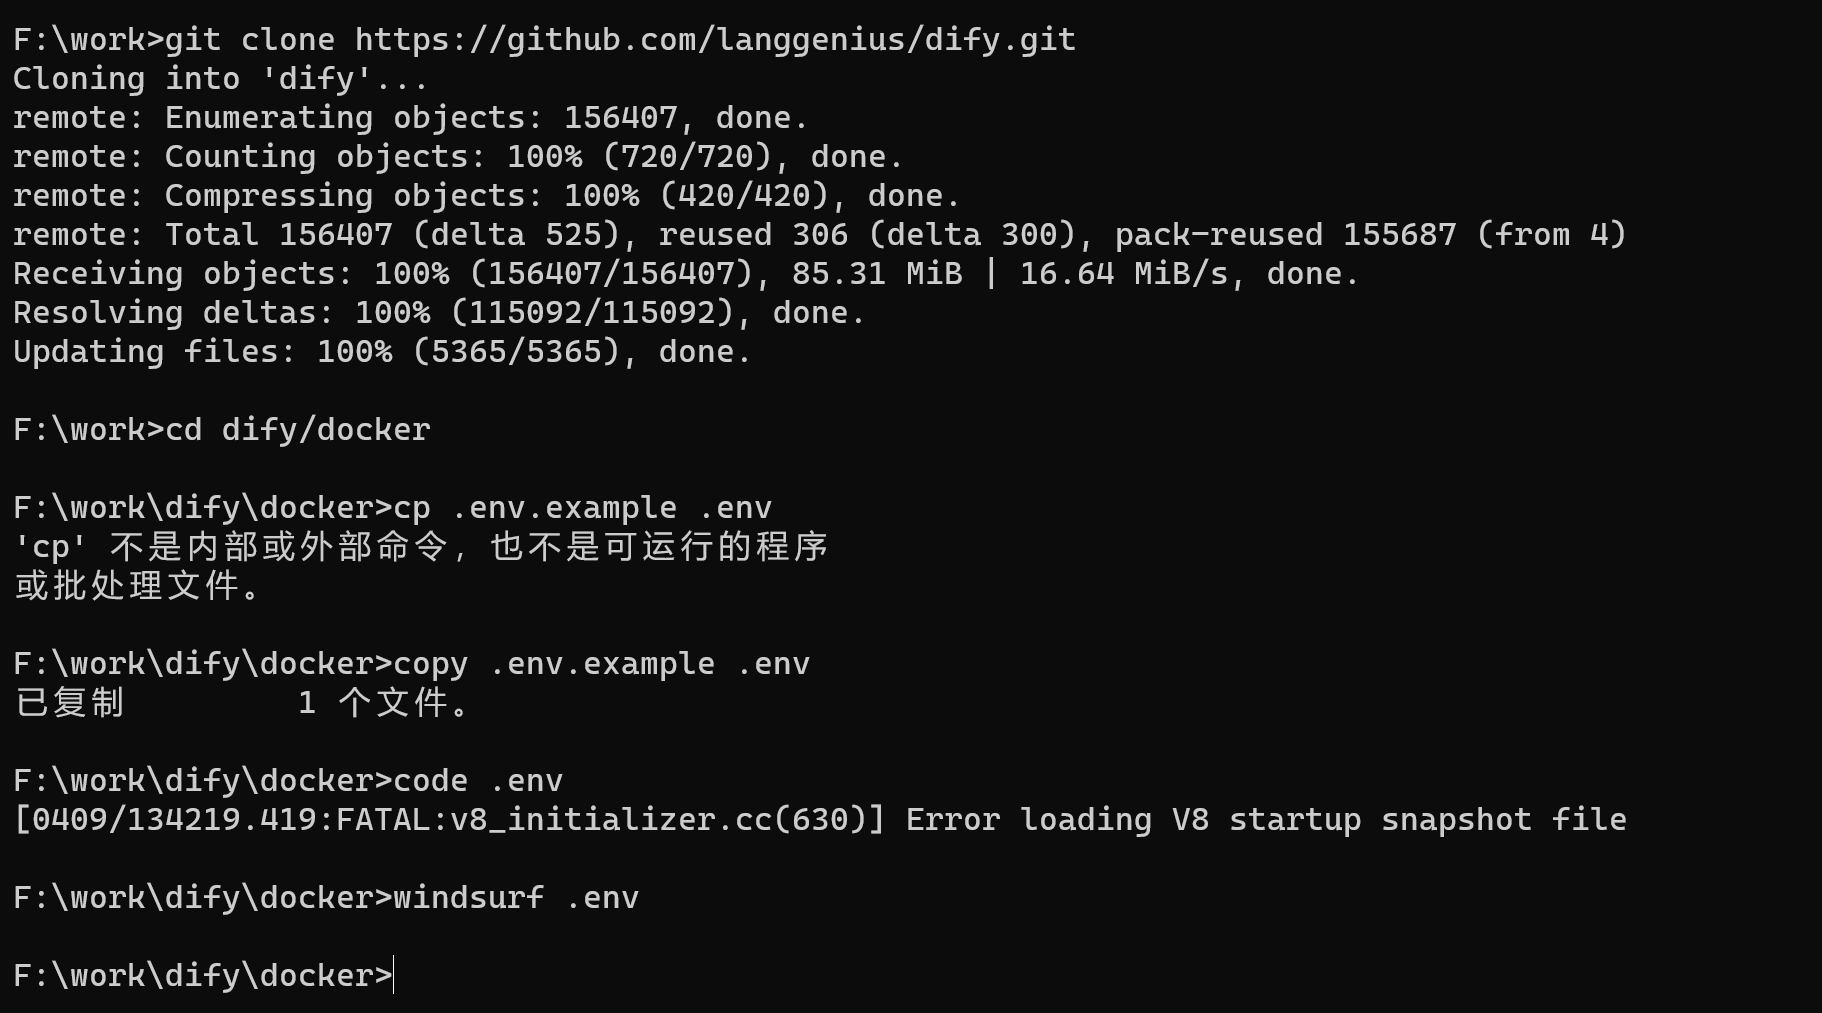 F:\work>git clone https://github.com/langgenius/dify.git
Cloning into 'dify'...
remote: Enumerating objects: 156407, done.
remote: Counting objects: 100% (720/720), done.
remote: Compressing objects: 100% (420/420), done.
remote: Total 156407 (delta 525), reused 306 (delta 300), pack-reused 155687 (from 4)
Receiving objects: 100% (156407/156407), 85.31 MiB | 16.64 MiB/s, done.
Resolving deltas: 100% (115092/115092), done.
Updating files: 100% (5365/5365), done.
F:\work>cd dify/docker
F:\work\dify\docker>cp .env.example .env
'cp' 不是内部或外部命令，也不是可运行的程序
或批处理文件。
F:\work\dify\docker>copy .env.example .env
已复制         1 个文件。
F:\work\dify\docker>code .env
[0409/134219.419:FATAL:v8_initializer.cc(630)] Error loading V8 startup snapshot file
F:\work\dify\docker>windsurf .env
F:\work\dify\docker>